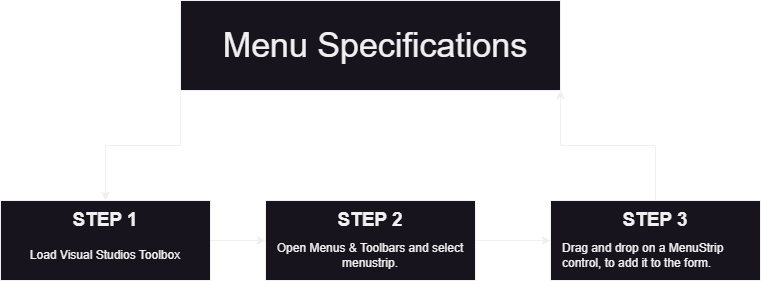 Menu Specifications
STEP 1
Load Visual Studios Toolbox
STEP 2
Open Menus & Toolbars and select
menustrip.
STEP 3
Drag and drop on a MenuStrip
control, to add it to the form.